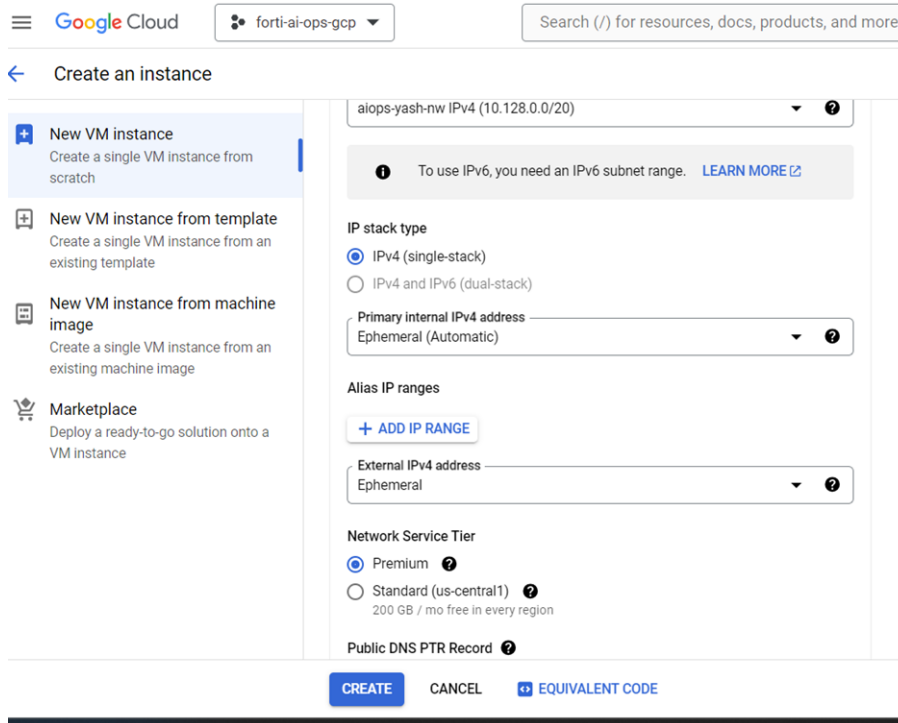 Google Cloud
forti-ai-ops-gcp
Search (/) for resources, docs, products, and more
Create an instance
New VM instance
Create a single VM instance from
scratch
New VM instance from template
Create a single VM instance from an
existing template
New VM instance from machine
image
Create a single VM instance from an
existing machine image
Marketplace
Deploy a ready-to-go solution onto a
VM instance
aiops-yash-nw IPv4 (10.128.0.0/20)
To use IPv6, you need an IPv6 subnet range. LEARN MORE
IP stack type
IPv4 (single-stack)
IPv4 and IPv6 (dual-stack)
Primary internal IPv4 address
Ephemeral (Automatic)
Alias IP ranges
+ ADD IP RANGE
External IPv4 address
Ephemeral
Network Service Tier
Premium
Standard (us-central1)
200 GB / mo free in every region
Public DNS PTR Record
CREATE
CANCEL
EQUIVALENT CODE